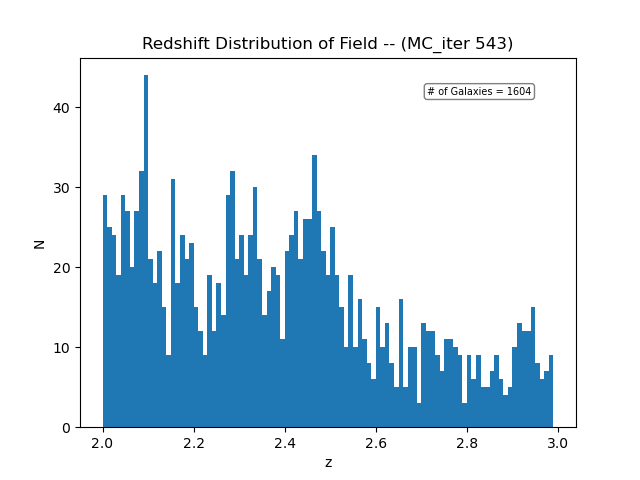 Redshift Distribution of Field -- (MC_iter 543)
# of Galaxies = 1604
40
30
20
10
0
N
2.0 2.2 2.4 2.6 2.8 3.0
z